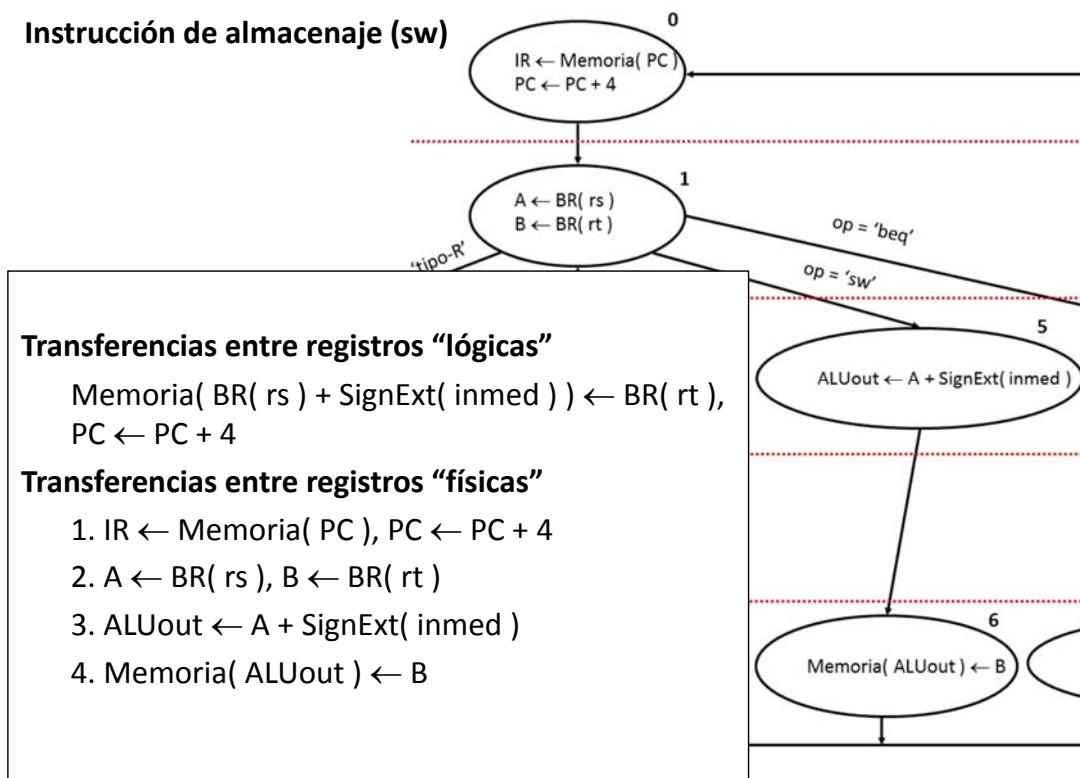 Instrucción de almacenaje (sw)
0
IR ← Memoria( PC )
PC ← PC + 4
1
A ← BR( rs )
B ← BR( rt )
'tipo-R'
op = 'beq'
op = 'sw'
5
ALUout ← A + SignExt( inmed )
Transferencias entre registros “lógicas”
Memoria( BR( rs ) + SignExt( inmed ) ) ← BR( rt ),
PC ← PC + 4
Transferencias entre registros “físicas”
1. IR ← Memoria( PC ), PC ← PC + 4
2. A ← BR( rs ), B ← BR( rt )
3. ALUout ← A + SignExt( inmed )
4. Memoria( ALUout ) ← B
6
Memoria( ALUout ) ← B